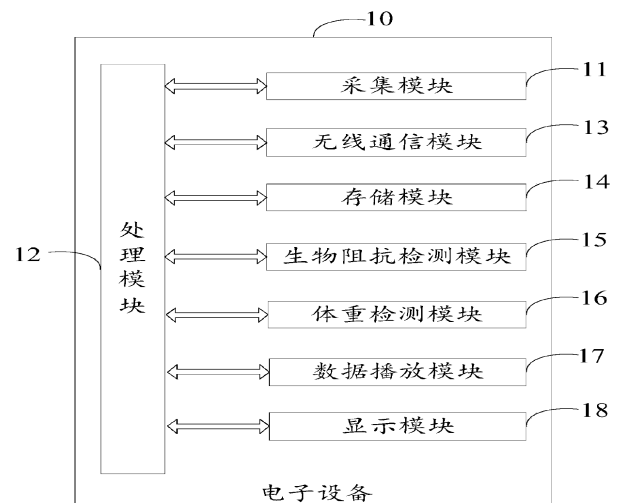 10
采集模块
11
无线通信模块
13
存储模块
14
12
处理模块
生物阻抗检测模块
15
体重检测模块
16
数据播放模块
17
显示模块
18
电子设备